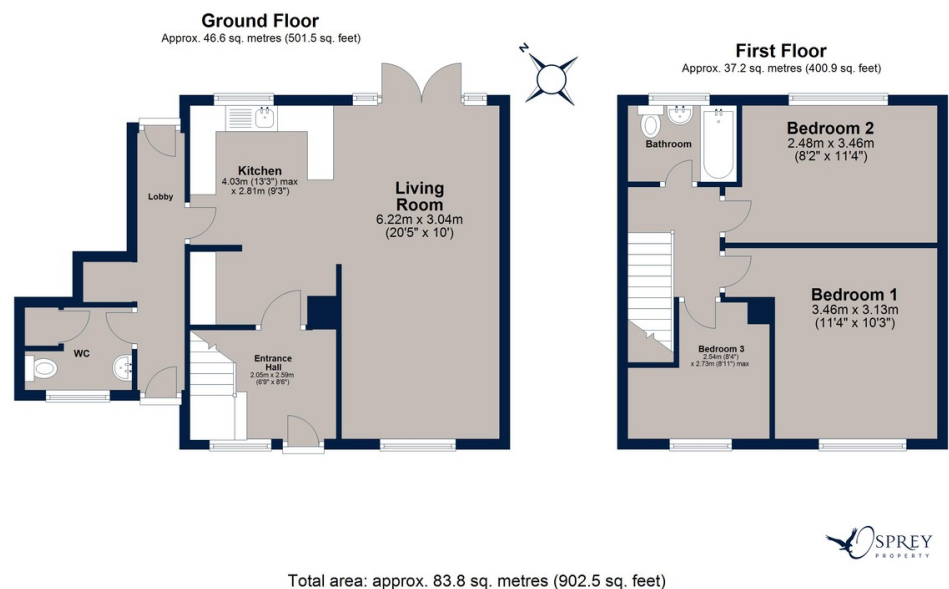 Ground Floor
Approx. 46.6 sq. metres (501.5 sq. feet)
N
Kitchen
4.03m (13'3") max
x 2.81m (9'3")
Lobby
Living
Room
6.22m x 3.04m
(20'5" x 10')
WC
Entrance
Hall
2.05m x 2.59m
(6'9" x 8'6")
First Floor
Approx. 37.2 sq. metres (400.9 sq. feet)
Bathroom
Bedroom 2
2.48m x 3.46m
(8'2" x 11'4")
Bedroom 1
3.46m x 3.13m
(11'4" x 10'3")
Bedroom 3
2.54m (8'4")
x 2.73m (8'11") max
OSPREY
PROPERTY
Total area: approx. 83.8 sq. metres (902.5 sq. feet)